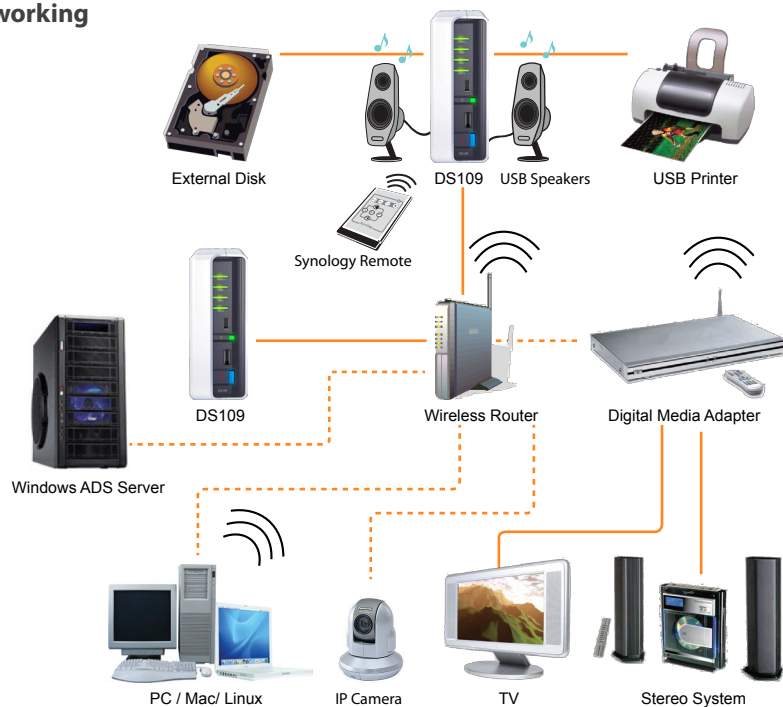 working
External Disk
DS109
USB Speakers
USB Printer
Synology Remote
DS109
Wireless Router
Digital Media Adapter
Windows ADS Server
PC / Mac/ Linux
IP Camera
TV
Stereo System